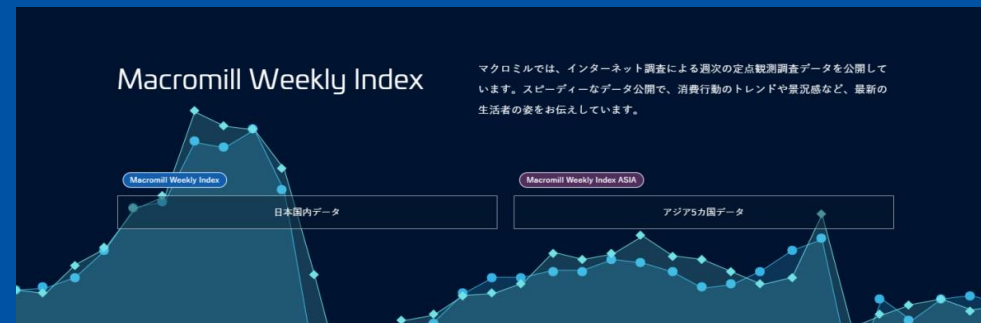 Macromill Weekly Index
マクロミルでは、インターネット調査による週次の定点観測調査データを公開して
います。スピーディーなデータ公開で、消費行動のトレンドや景況感など、最新の
生活者の姿をお伝えしています。
Macromill Weekly Index
日本国内データ
Macromill Weekly Index ASIA
アジア5カ国データ